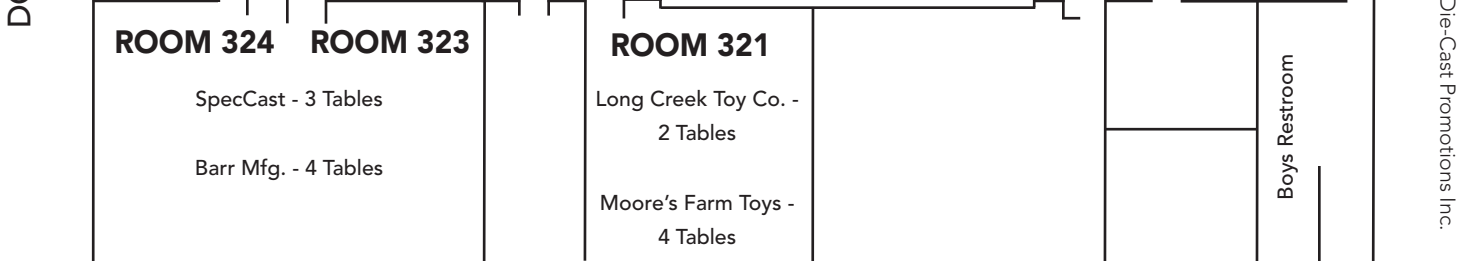 DO
ROOM 324 ROOM 323
SpecCast - 3 Tables
Barr Mfg. - 4 Tables
ROOM 321
Long Creek Toy Co. -
2 Tables
Moore's Farm Toys -
4 Tables
Boys Restroom
Die-Cast Promotions Inc.